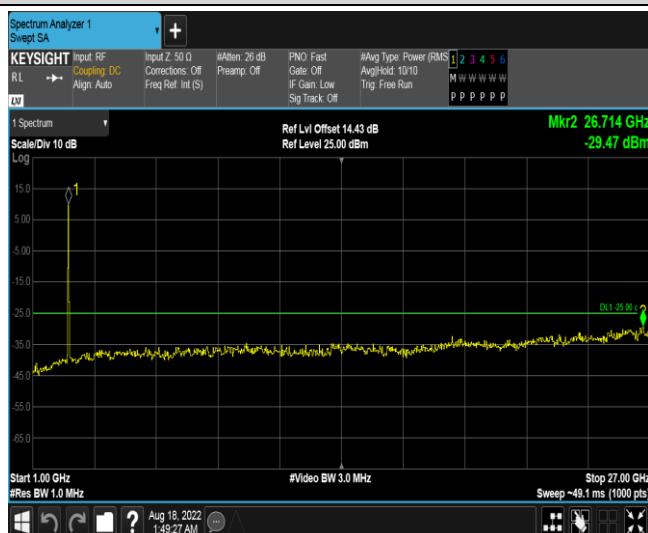 Spectrum Analyzer 1
Swept SA
+
KEYSIGHT
RL
Input: RF
Coupling: DC
Align: Auto
Input Z: 50 Ω
Corrections: Off
Freq Ref: Int (S)
#Atten: 26 dB
Preamp: Off
PNO: Fast
Gate: Off
IF Gain: Low
Sig Track: Off
#Avg Type: Power (RMS
Avg|Hold: 10/10
Trig: Free Run
1 2 3 4 5 6
M W W W W W
P P P P P P
LXI
1 Spectrum
Scale/Div 10 dB
Ref Lvl Offset 14.43 dB
Ref Level 25.00 dBm
Mkr2 26.714 GHz
-29.47 dBm
Log
15.0
5.00
-5.00
-15.0
-25.0
-35.0
-45.0
-55.0
-65.0
1
DL1 -25.00
2
Start 1.00 GHz
#Res BW 1.0 MHz
#Video BW 3.0 MHz
Stop 27.00 GHz
Sweep ~49.1 ms (1000 pts)
?
Aug 18, 2022
1:49:27 AM